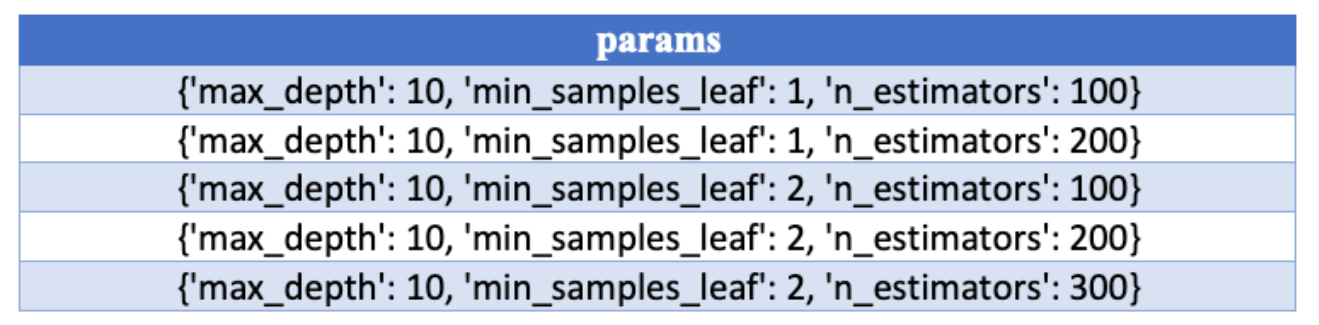 params
{'max_depth': 10, 'min_samples_leaf': 1, 'n_estimators': 100}
{'max_depth': 10, 'min_samples_leaf': 1, 'n_estimators': 200}
{'max_depth': 10, 'min_samples_leaf': 2, 'n_estimators': 100}
{'max_depth': 10, 'min_samples_leaf': 2, 'n_estimators': 200}
{'max_depth': 10, 'min_samples_leaf': 2, 'n_estimators': 300}